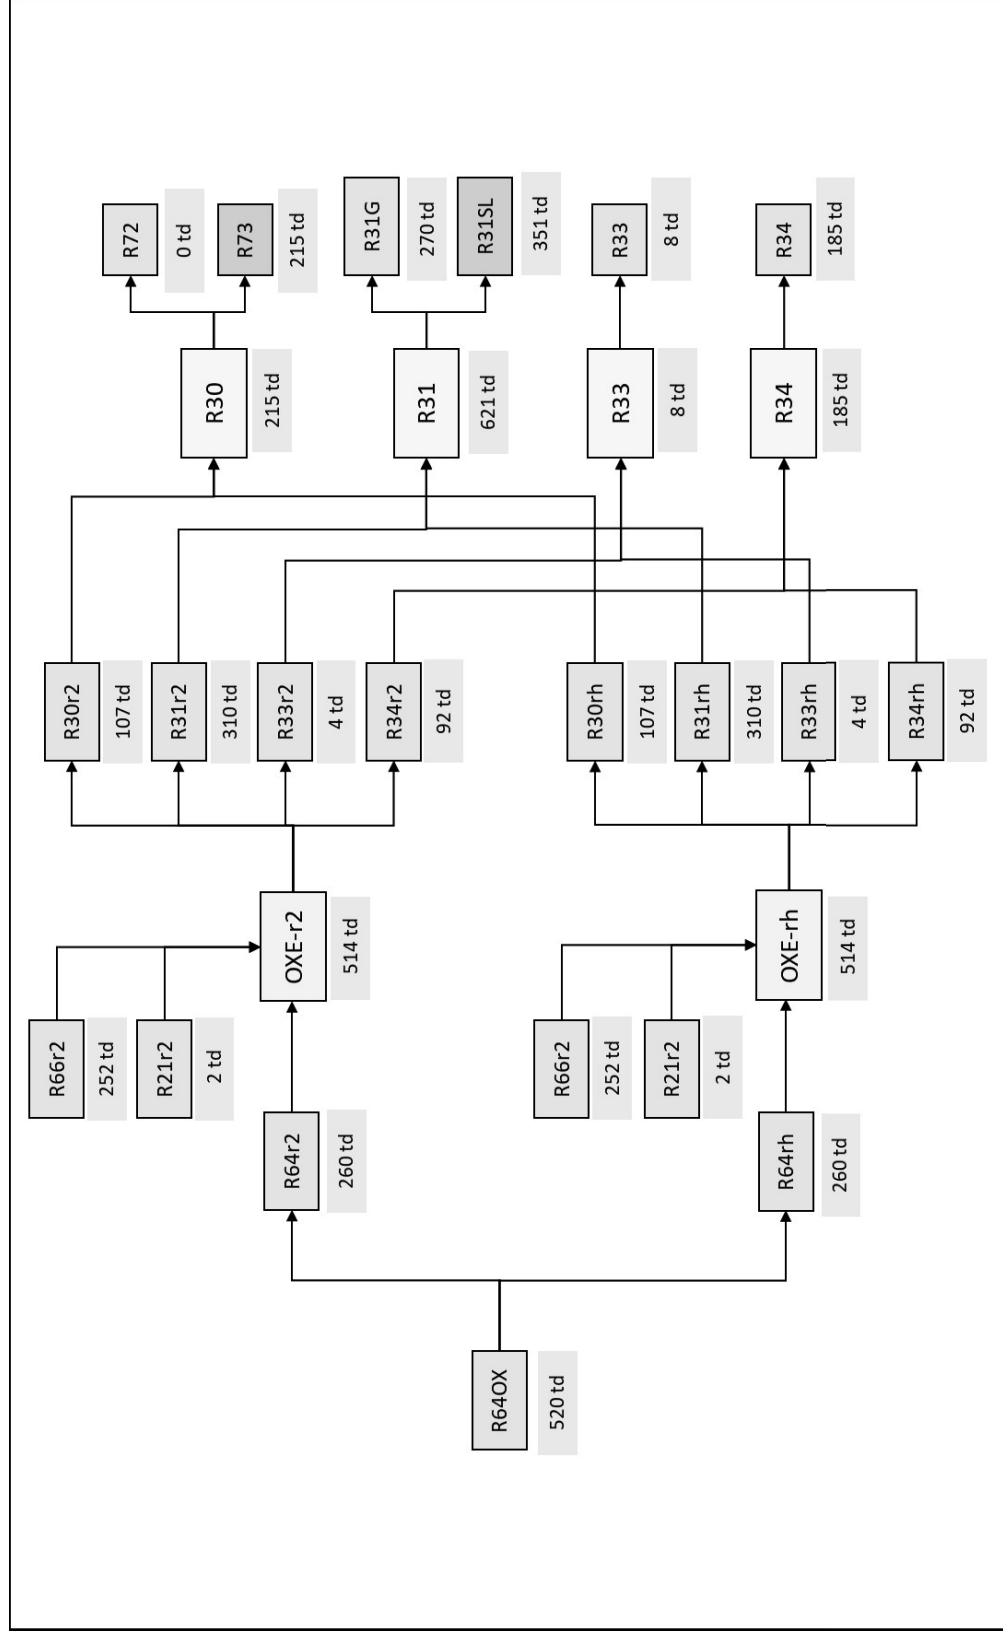 R64OX
520 td
R64r2
260 td
R64rh
260 td
R66r2
252 td
R21r2
2 td
R66r2
252 td
R21r2
2 td
OXE-r2
514 td
OXE-rh
514 td
R30r2
107 td
R31r2
310 td
R33r2
4 td
R34r2
92 td
R30rh
107 td
R31rh
310 td
R33rh
4 td
R34rh
92 td
R30
215 td
R31
621 td
R33
8 td
R34
185 td
R72
0 td
R73
215 td
R31G
270 td
R31SL
351 td
R33
8 td
R34
185 td